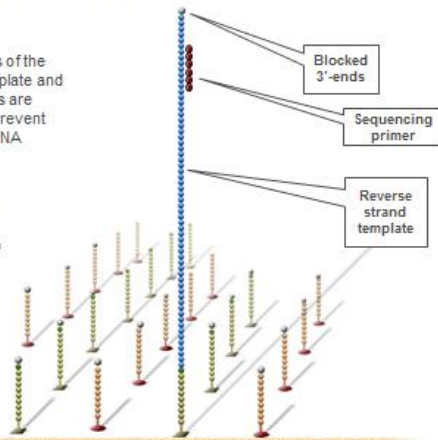 s of the
plate and
s are
revent
NA
Blocked
3'-ends
Sequencing
primer
Reverse
strand
template